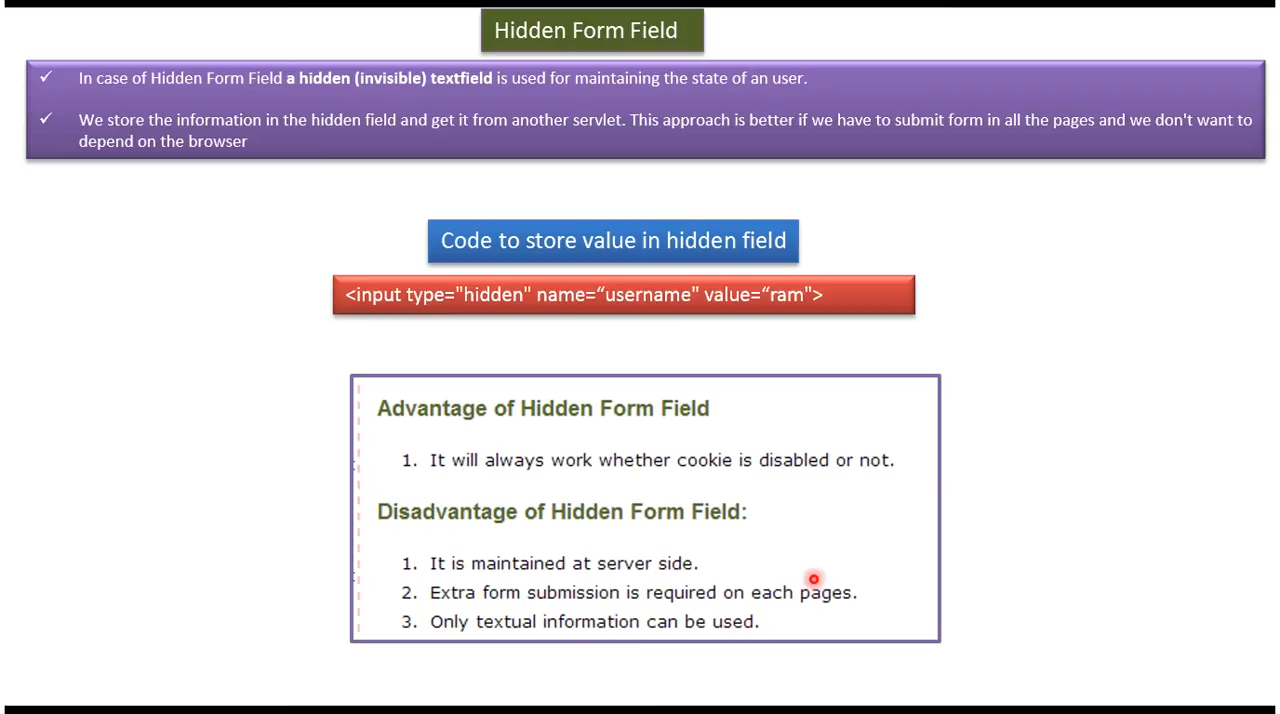 Hidden Form Field
✓ In case of Hidden Form Field a hidden (invisible) textfield is used for maintaining the state of an user.
✓ We store the information in the hidden field and get it from another servlet. This approach is better if we have to submit form in all the pages and we don't want to
depend on the browser
Code to store value in hidden field
<input type="hidden" name=“username" value=“ram">
Advantage of Hidden Form Field
1. It will always work whether cookie is disabled or not.
Disadvantage of Hidden Form Field:
1. It is maintained at server side.
2. Extra form submission is required on each pages.
3. Only textual information can be used.